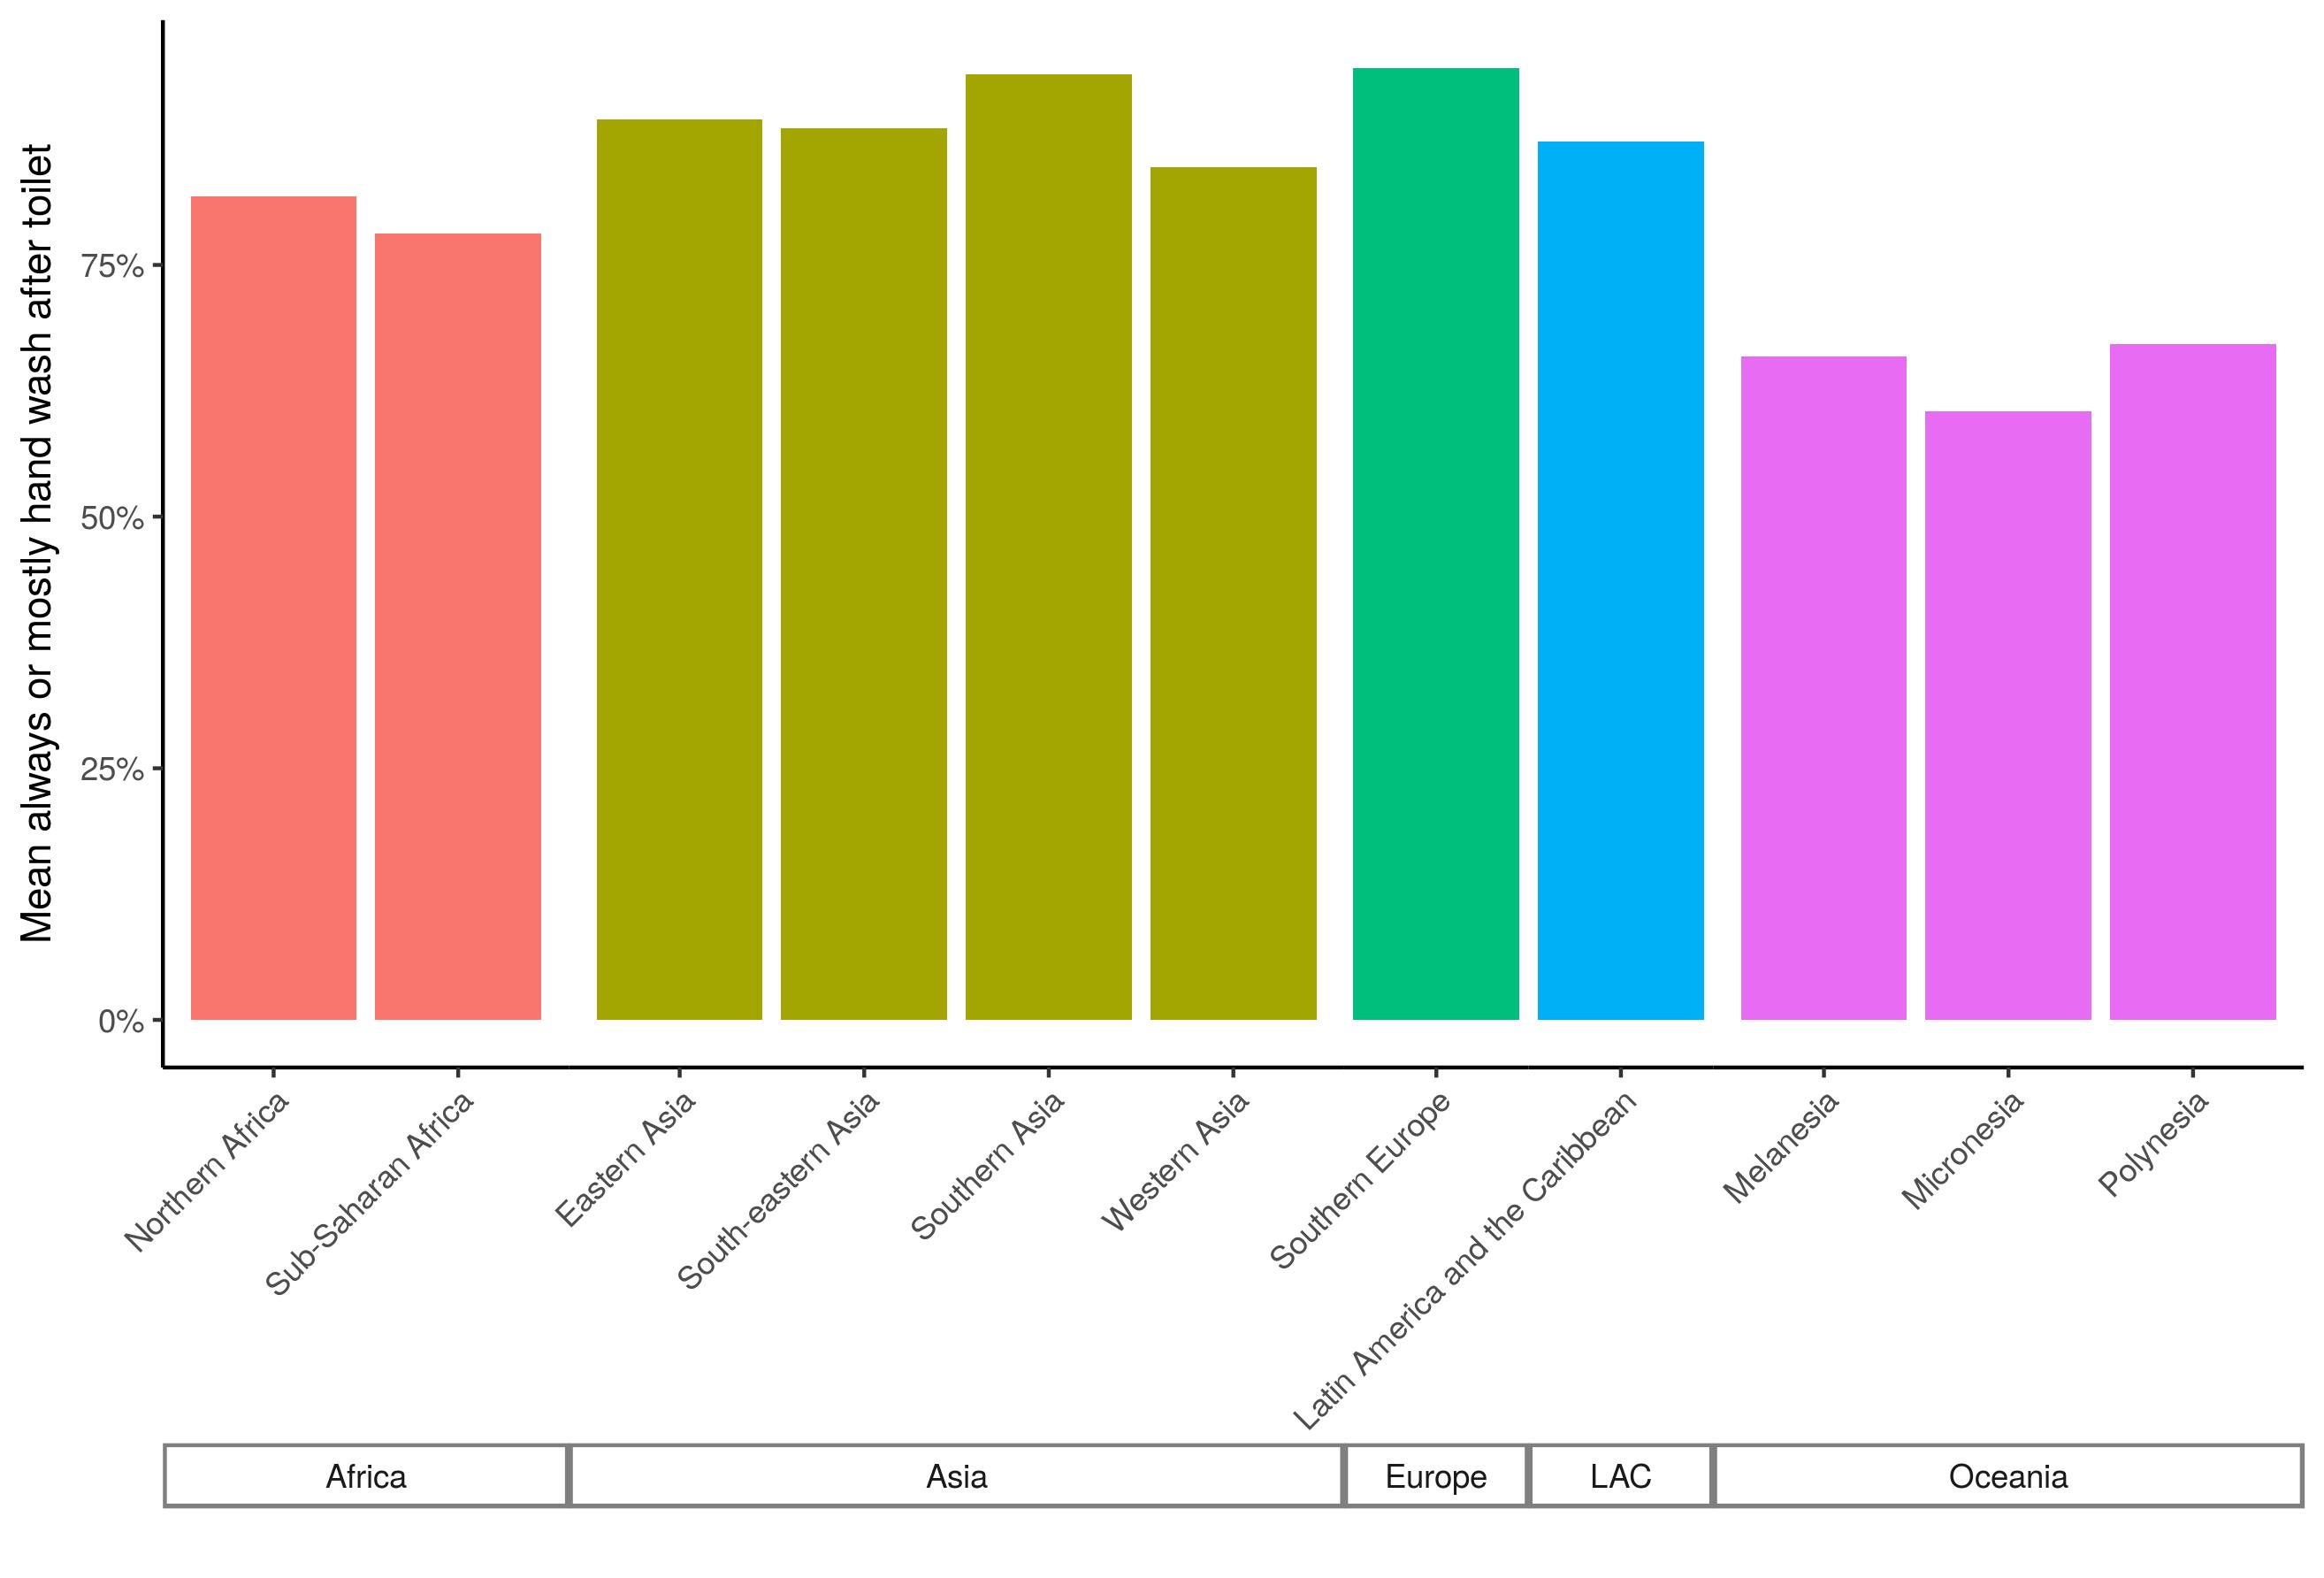 Mean always or mostly hand wash after toilet
75%
50%
25%
0%
Northern Africa
Sub-Saharan Africa
Eastern Asia
South-eastern Asia
Southern Asia
Western Asia
Southern Europe
Latin America and the Caribbean
Melanesia
Micronesia
Polynesia
Africa
Asia
Europe
LAC
Oceania